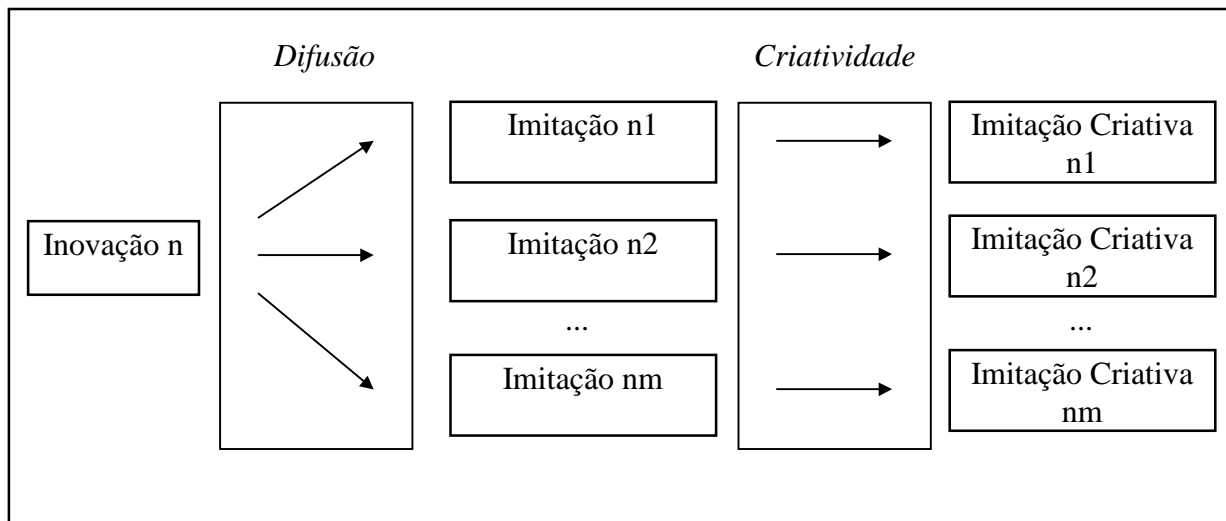 Difusão
Criatividade
Inovação n
Imitação n1
Imitação n2
...
Imitação nm
Imitação Criativa
n1
Imitação Criativa
n2
...
Imitação Criativa
nm